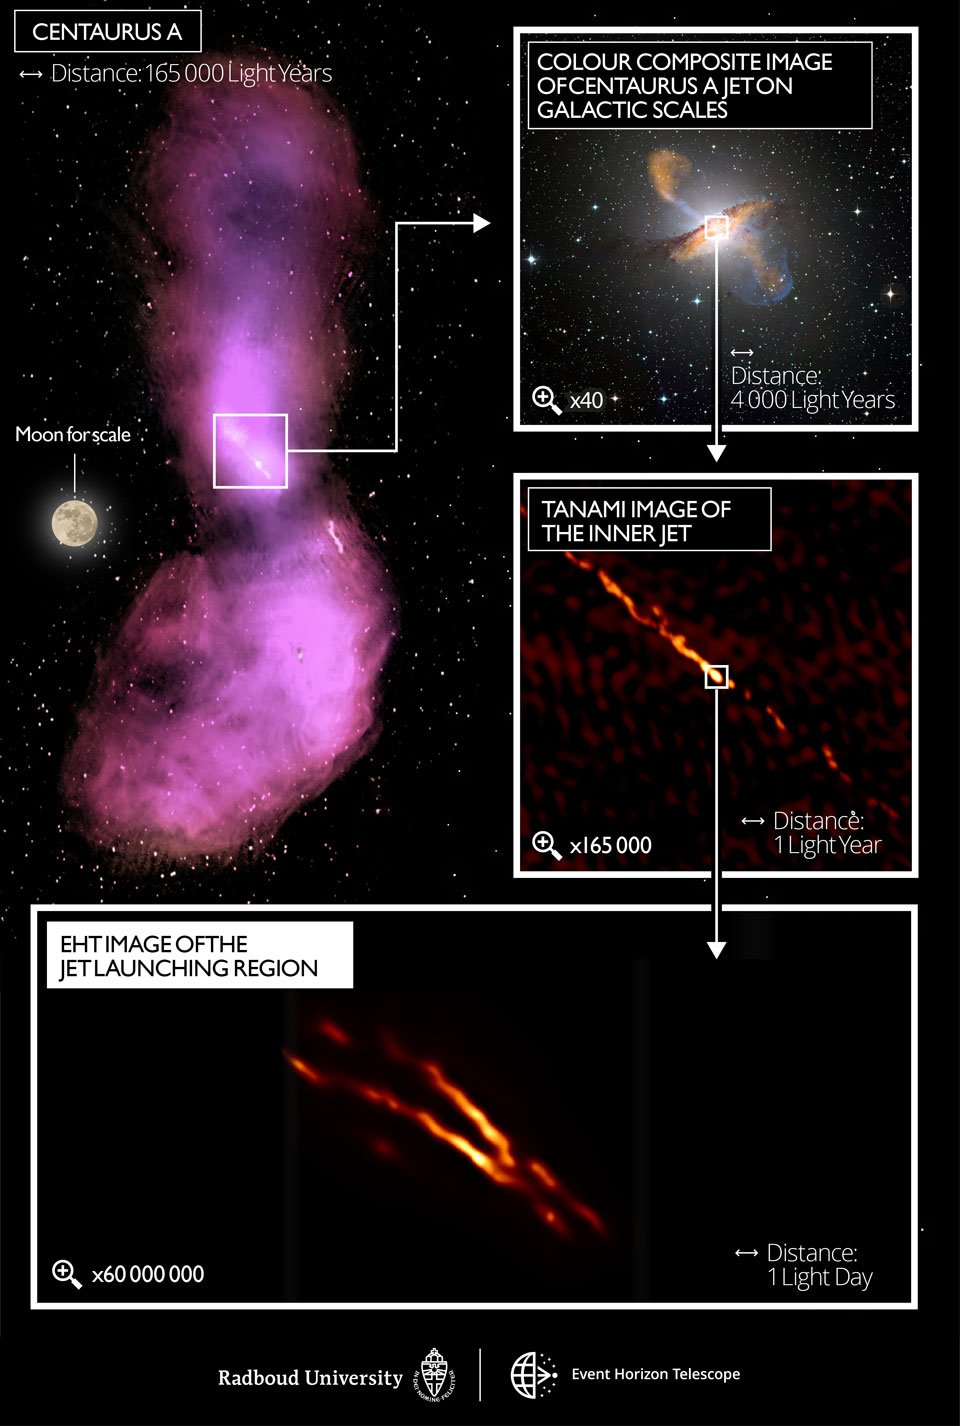 CENTAURUS A
Distance: 165 000 Light Years
COLOUR COMPOSITE IMAGE
OF CENTAURUS A JET ON
GALACTIC SCALES
Distance:
4 000 Light Years
x40
Moon for scale
TANAMI IMAGE OF
THE INNER JET
Distance:
1 Light Year
x165 000
EHT IMAGE OF THE
JET LAUNCHING REGION
Distance:
1 Light Day
x60 000 000
Radboud University
Event Horizon Telescope